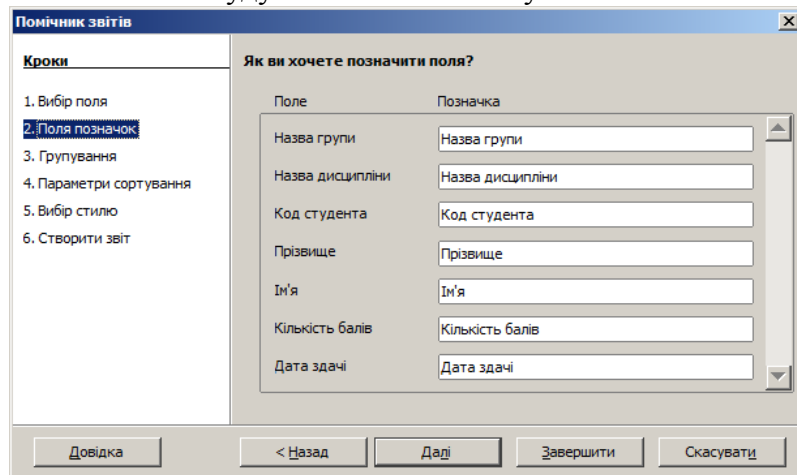 Помічник звітів
Кроки
1. Вибір поля
2. Поля позначок
3. Групування
4. Параметри сортування
5. Вибір стилю
6. Створити звіт
Як ви хочете позначити поля?
Поле Позначка
Назва групи Назва групи
Назва дисципліни Назва дисципліни
Код студента Код студента
Прізвище Прізвище
Ім'я Ім'я
Кількість балів Кількість балів
Дата здачі Дата здачі
Довідка < Назад Далі Завершити Скасувати